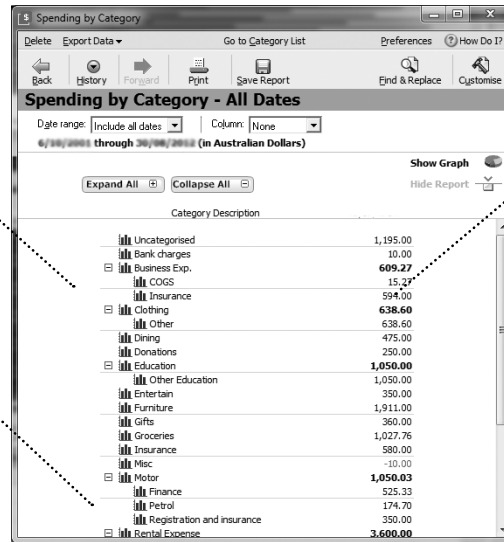 Spending by Category
Delete Export Data Go to Category List Preferences How Do I?
Back History Forward Print Save Report Find & Replace Customise
Spending by Category - All Dates
Date range: Include all dates Column: None
through (in Australian Dollars)
Show Graph
Expand All Collapse All Hide Report
Category Description
Uncategorised 1,195.00
Bank charges 10.00
Business Exp. 609.27
COGS 15.27
Insurance 594.00
Clothing 638.60
Other 638.60
Dining 475.00
Donations 250.00
Education 1,050.00
Other Education 1,050.00
Entertain 350.00
Furniture 1,911.00
Gifts 360.00
Groceries 1,027.76
Insurance 580.00
Misc -10.00
Motor 1,050.03
Finance 525.33
Petrol 174.70
Registration and insurance 350.00
Rental Expense 3,600.00